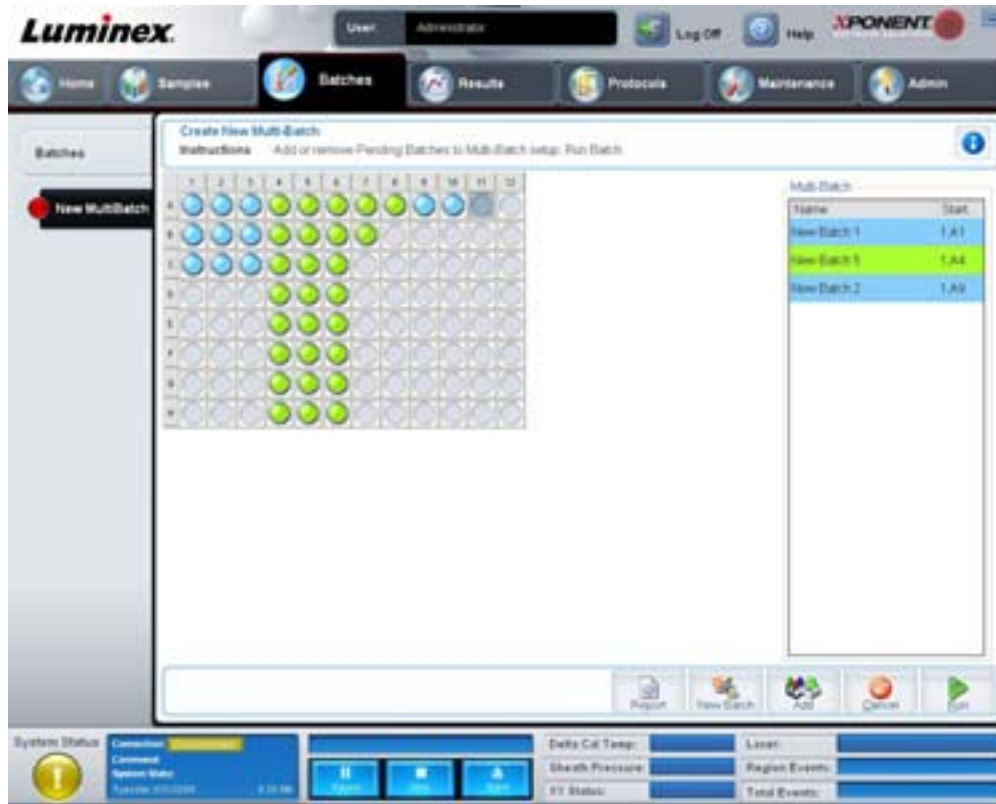 Luminex.
User: Administrator Log Off Help XPONENT
Home Samples Batches Results Protocols Maintenance Admin
Batches
New MultiBatch
Create New Multi-Batch
Instructions Add or remove Pending Batches to Multi-Batch setup. Run Batch.
1 2 3 4 5 6 7 8 9 10 11 12
A
B
C
D
E
F
G
H
Multi-Batch
Name Start
New Batch 1 1,A1
New Batch 5 1,A4
New Batch 2 1,A9
Report New Batch Add Cancel Run
System Status
Connection:
Command:
System State:
Delta Cal Temp: Laser:
Sheath Pressure: Region Events:
XY Status: Total Events: